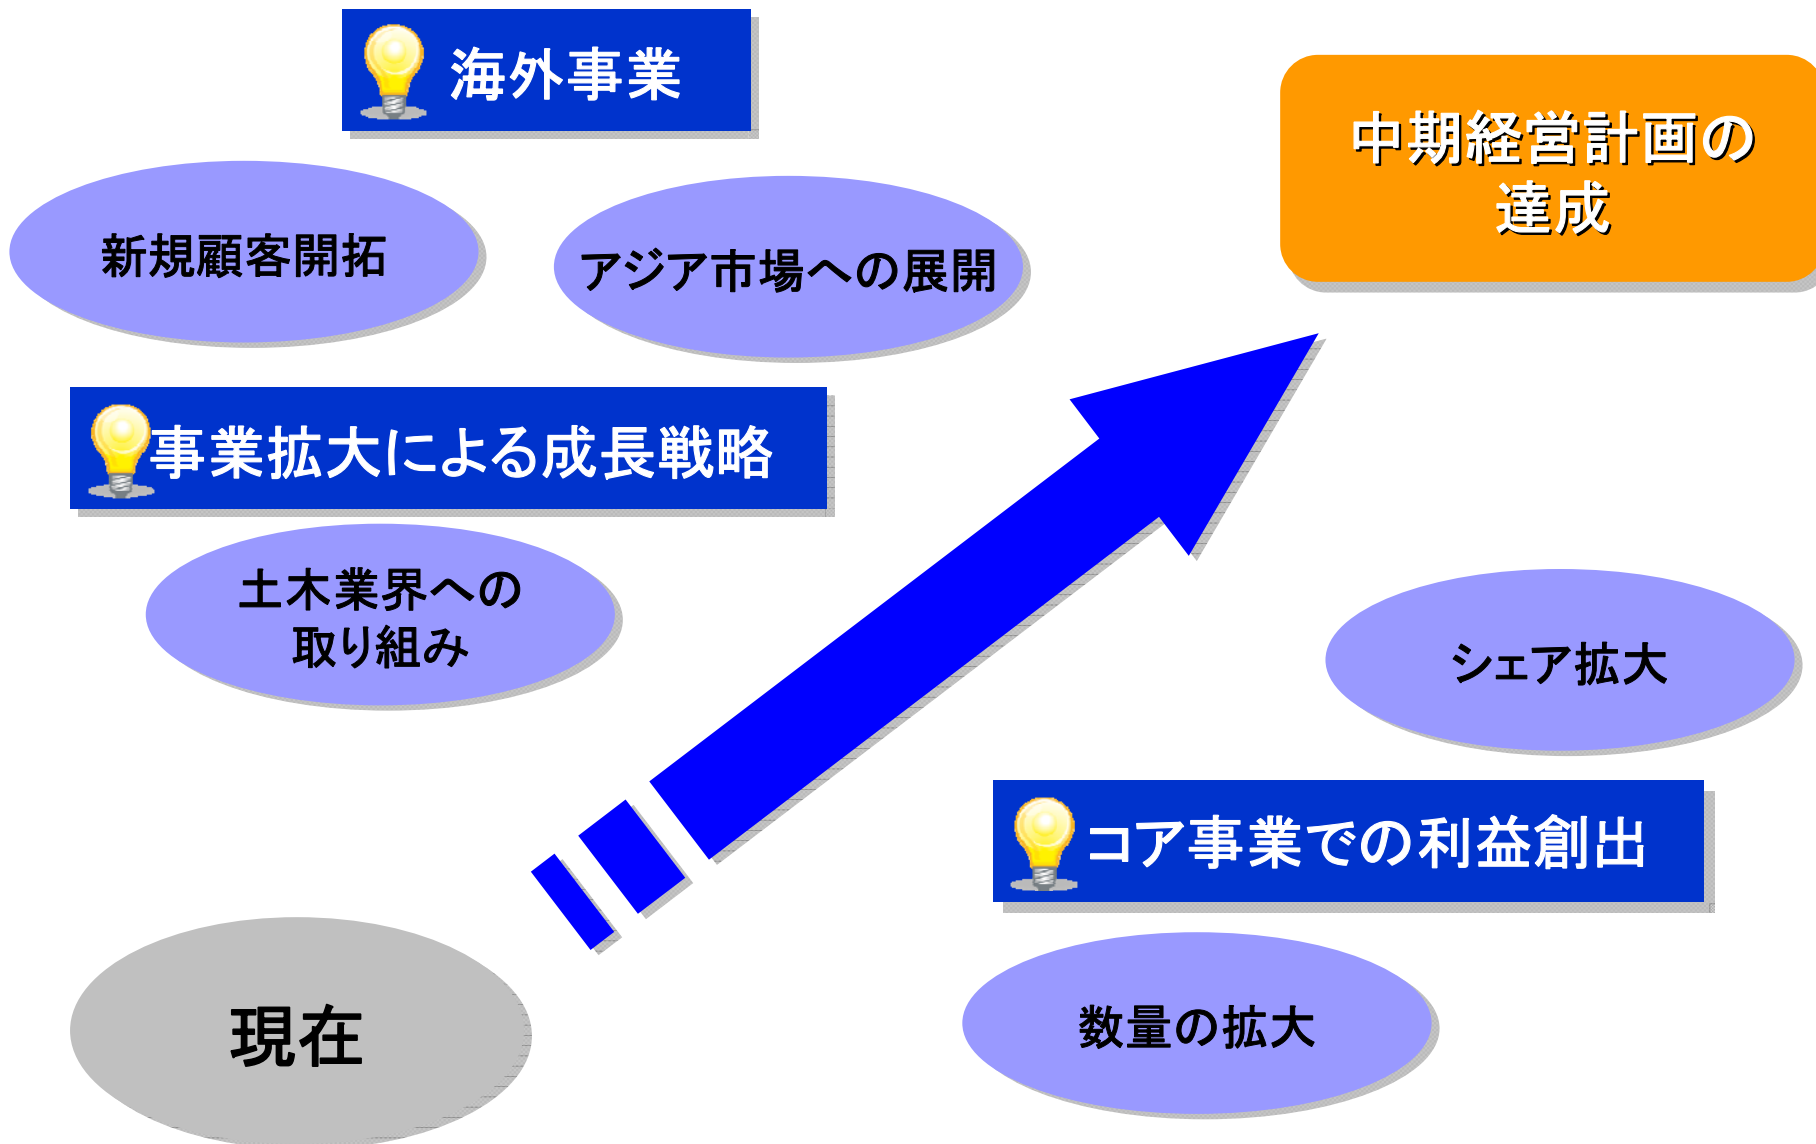 海外事業
中期経営計画の
達成
新規顧客開拓
アジア市場への展開
事業拡大による成長戦略
土木業界への
取り組み
シェア拡大
コア事業での利益創出
現在
数量の拡大